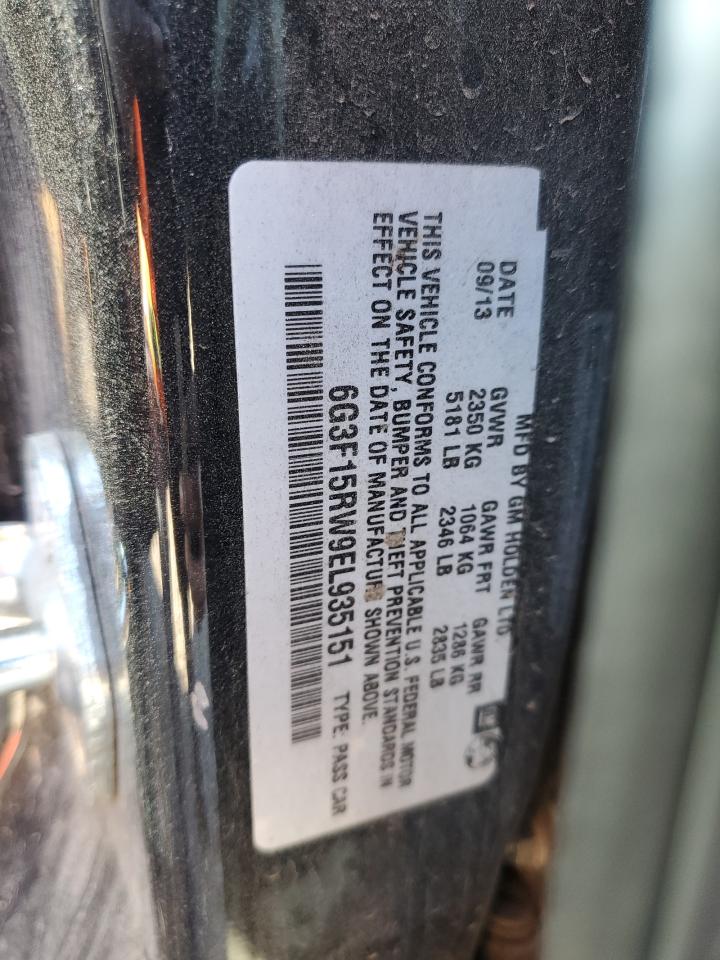 MFD BY GM HOLDEN LTD
DATE GVWR GAWR FRT GAWR RR
09/13 2350 KG 1064 KG 1286 KG
5181 LB 2346 LB 2835 LB
THIS VEHICLE CONFORMS TO ALL APPLICABLE U.S. FEDERAL MOTOR
VEHICLE SAFETY, BUMPER AND THEFT PREVENTION STANDARDS IN
EFFECT ON THE DATE OF MANUFACTURE SHOWN ABOVE.
6G3F15RW9EL935151 TYPE: PASS CAR